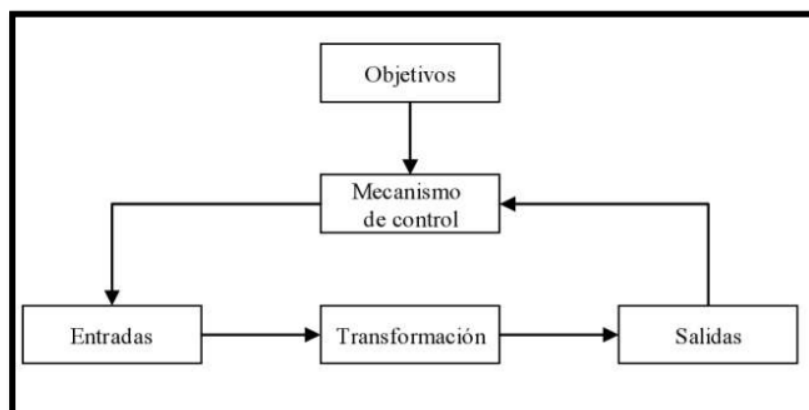 Objetivos
Mecanismo
de control
Entradas
Transformación
Salidas